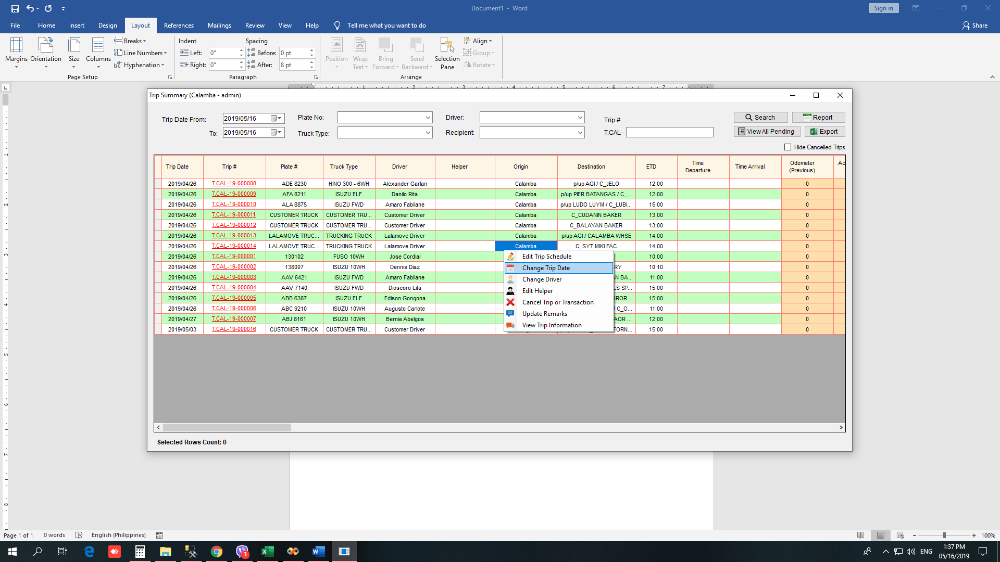 Document1 - Word
Sign in
File Home Insert Design Layout References Mailings Review View Help Tell me what you want to do Share
Margins Orientation Size Columns
Breaks
Line Numbers
Hyphenation
Page Setup
Indent Spacing
Left: 0" Before: 0 pt
Right: 0" After: 8 pt
Paragraph
Position
Wrap Text
Bring Forward
Send Backward
Selection Pane
Align
Group
Rotate
Arrange
1 2 3 4 5 6 7
Trip Summary (Calamba - admin)
Trip Date From: 2019/05/16 Plate No: Driver: Trip #: Search Report
To: 2019/05/16 Truck Type: Recipient: T.CAL- View All Pending Export
Hide Cancelled Trips
Trip Date Trip # Plate # Truck Type Driver Helper Origin Destination ETD Time Departure Time Arrival Odometer (Previous) Ac
2019/04/26 T.CAL-19-000008 ADE 8230 HINO 300 - 6WH Alexander Garlan Calamba p/up AGI / C_JELO 12:00 0
2019/04/26 T.CAL-19-000009 AFA 8211 ISUZU ELF Danilo Rita Calamba p/up PIER BATANGAS / C_... 12:00 0
2019/04/26 T.CAL-19-000010 ALA 8875 ISUZU FWD Amaro Fabilane Calamba p/up LUDO LUYM / C_LUBI... 15:00 0
2019/04/26 T.CAL-19-000011 CUSTOMER TRUCK CUSTOMER TRU... Customer Driver Calamba C_CUDANIN BAKER 13:00 0
2019/04/26 T.CAL-19-000012 CUSTOMER TRUCK CUSTOMER TRU... Customer Driver Calamba C_BALAYAN BAKER 13:00 0
2019/04/26 T.CAL-19-000013 LALAMOVE TRUC... TRUCKING TRUCK Lalamove Driver Calamba p/up AGI / CALAMBA WHSE 14:00 0
2019/04/26 T.CAL-19-000014 LALAMOVE TRUC... TRUCKING TRUCK Lalamove Driver Calamba C_SYT MIKI FAC 14:00 0
2019/04/26 T.CAL-19-000001 130102 FUSO 10WH Jose Cordial 10:00 0
2019/04/26 T.CAL-19-000002 138007 ISUZU 10WH Dennis Diaz RY 10:10 0
2019/04/26 T.CAL-19-000003 AAV 6421 ISUZU FWD Amaro Fabilane N BA... 11:00 0
2019/04/26 T.CAL-19-000004 AAV 7140 ISUZU FWD Dioscoro Lita LS SP... 15:00 0
2019/04/26 T.CAL-19-000005 ABB 6387 ISUZU ELF Edison Gongona OROR ... 15:00 0
2019/04/26 T.CAL-19-000006 ABC 9210 ISUZU 10WH Augusto Carlote / C_O... 11:00 0
2019/04/27 T.CAL-19-000007 ABJ 8161 ISUZU 10WH Bernie Abelgos AOR ... 12:00 0
2019/05/03 T.CAL-19-000016 CUSTOMER TRUCK CUSTOMER TRU... Customer Driver FORN... 15:00 0
Edit Trip Schedule
Change Trip Date
Change Driver
Edit Helper
Cancel Trip or Transaction
Update Remarks
View Trip Information
Selected Rows Count: 0
1
2
3
4
5
6
7
8
Page 1 of 1 0 words English (Philippines) 100%
3
ENG
1:37 PM
05/16/2019